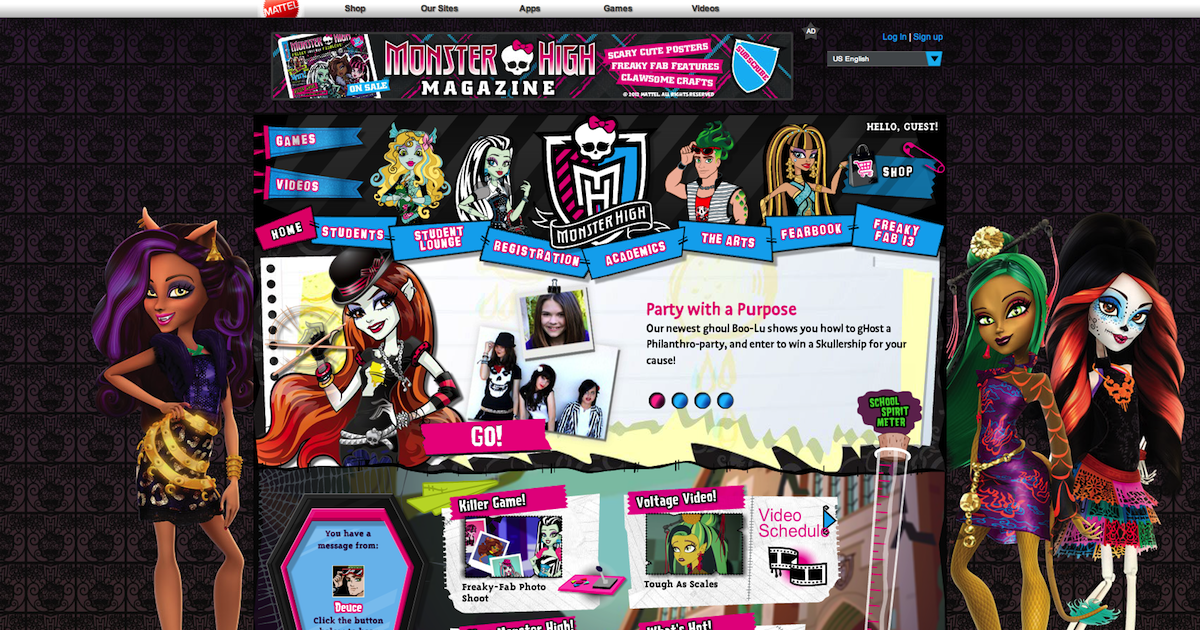 MATTEL
Shop
Our Sites
Apps
Games
Videos
MONSTER HIGH
ON SALE
MONSTER HIGH
MAGAZINE
SCARY CUTE POSTERS
FREAKY FAB FEATURES
CLAWSOME CRAFTS
© 2012 MATTEL. ALL RIGHTS RESERVED
SUBSCRIBE
AD
Log In | Sign up
US English
HELLO, GUEST!
GAMES
VIDEOS
SHOP
MONSTER HIGH
HOME
STUDENTS
STUDENT
LOUNGE
REGISTRATION
ACADEMICS
THE ARTS
FEARBOOK
FREAKY
FAB 13
Party with a Purpose
Our newest ghoul Boo-Lu shows you howl to gHost a
Philanthro-party, and enter to win a Skullership for your
cause!
GO!
SCHOOL
SPIRIT
METER
You have a
message from:
Deuce
Click the button
Killer Game!
Freaky-Fab Photo
Shoot
Voltage Video!
Tough As Scales
Video
Schedule
Monster High!
What's Hot!